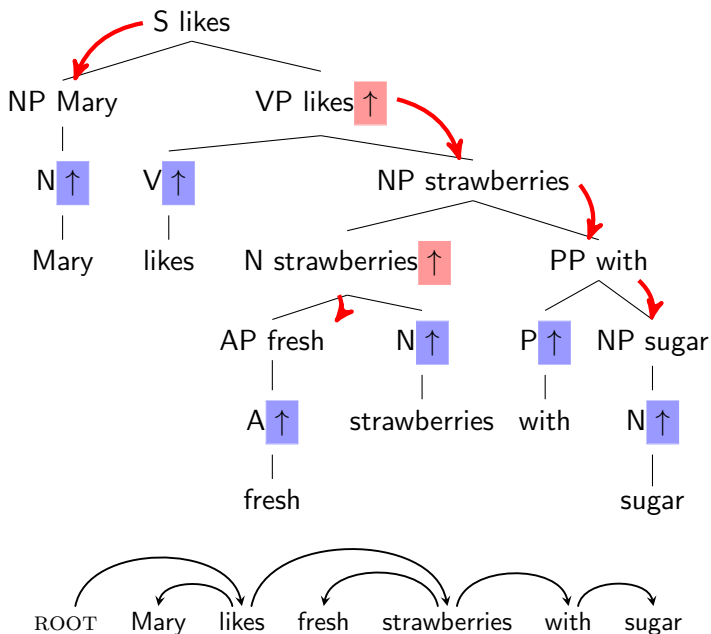 S likes
NP Mary VP likes ↑
N ↑ V ↑ NP strawberries
Mary likes N strawberries ↑ PP with
AP fresh N ↑ P ↑ NP sugar
A ↑ strawberries with N ↑
fresh sugar
ROOT Mary likes fresh strawberries with sugar